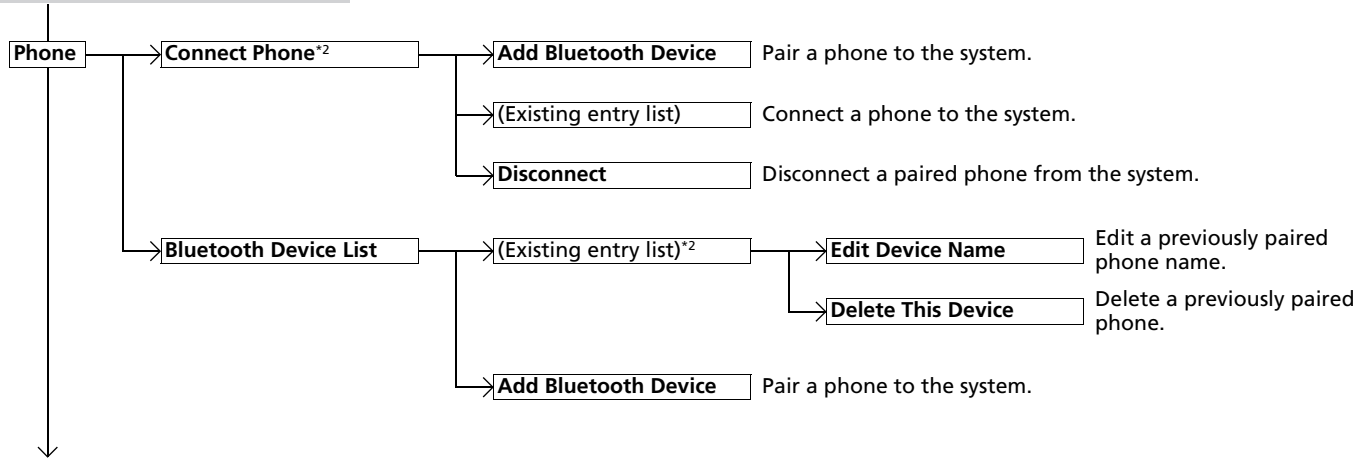 Phone
Connect Phone*2
Add Bluetooth Device
Pair a phone to the system.
(Existing entry list)
Connect a phone to the system.
Disconnect
Disconnect a paired phone from the system.
Bluetooth Device List
(Existing entry list)*2
Edit Device Name
Edit a previously paired
phone name.
Delete This Device
Delete a previously paired
phone.
Add Bluetooth Device
Pair a phone to the system.